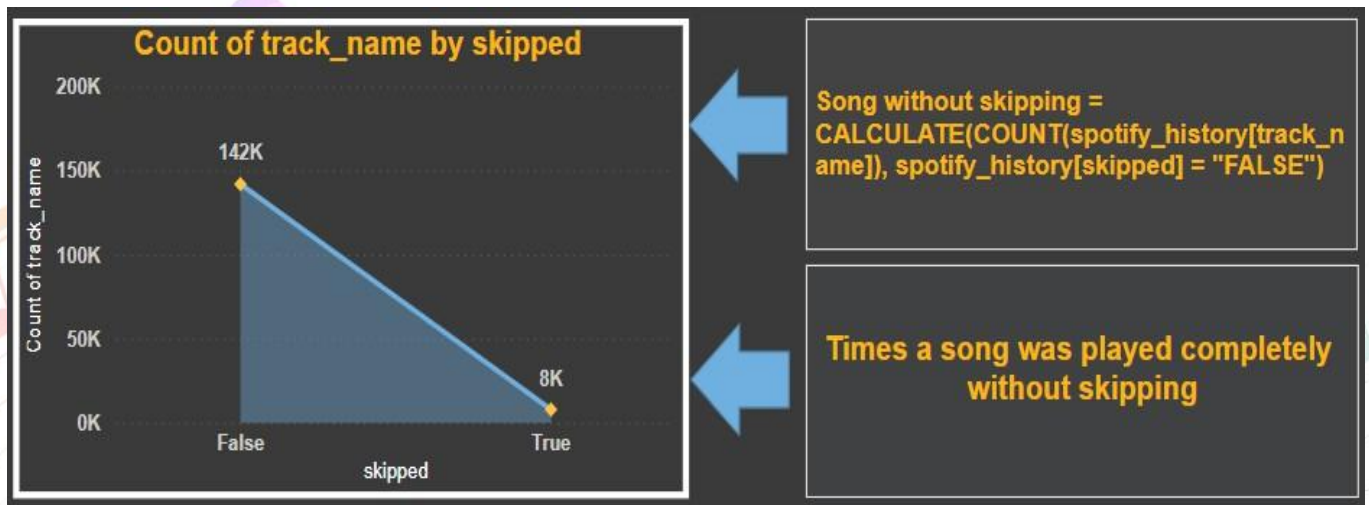 Count of track_name by skipped
200K
150K
100K
50K
0K
Count of track_name
142K
8K
False
True
skipped
Song without skipping =
CALCULATE(COUNT(spotify_history[track_n
ame]), spotify_history[skipped] = "FALSE")
Times a song was played completely
without skipping